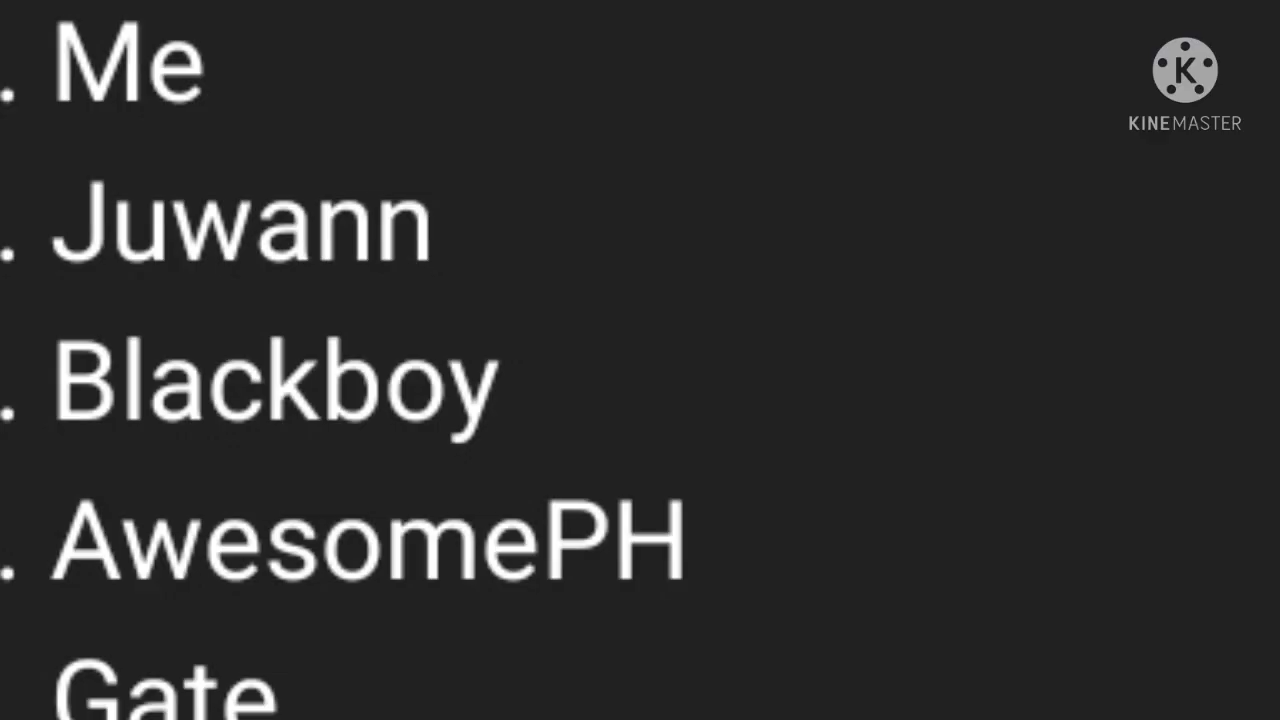 . Me
K
KINEMASTER
. Juwann
. Blackboy
. AwesomePH
Gate